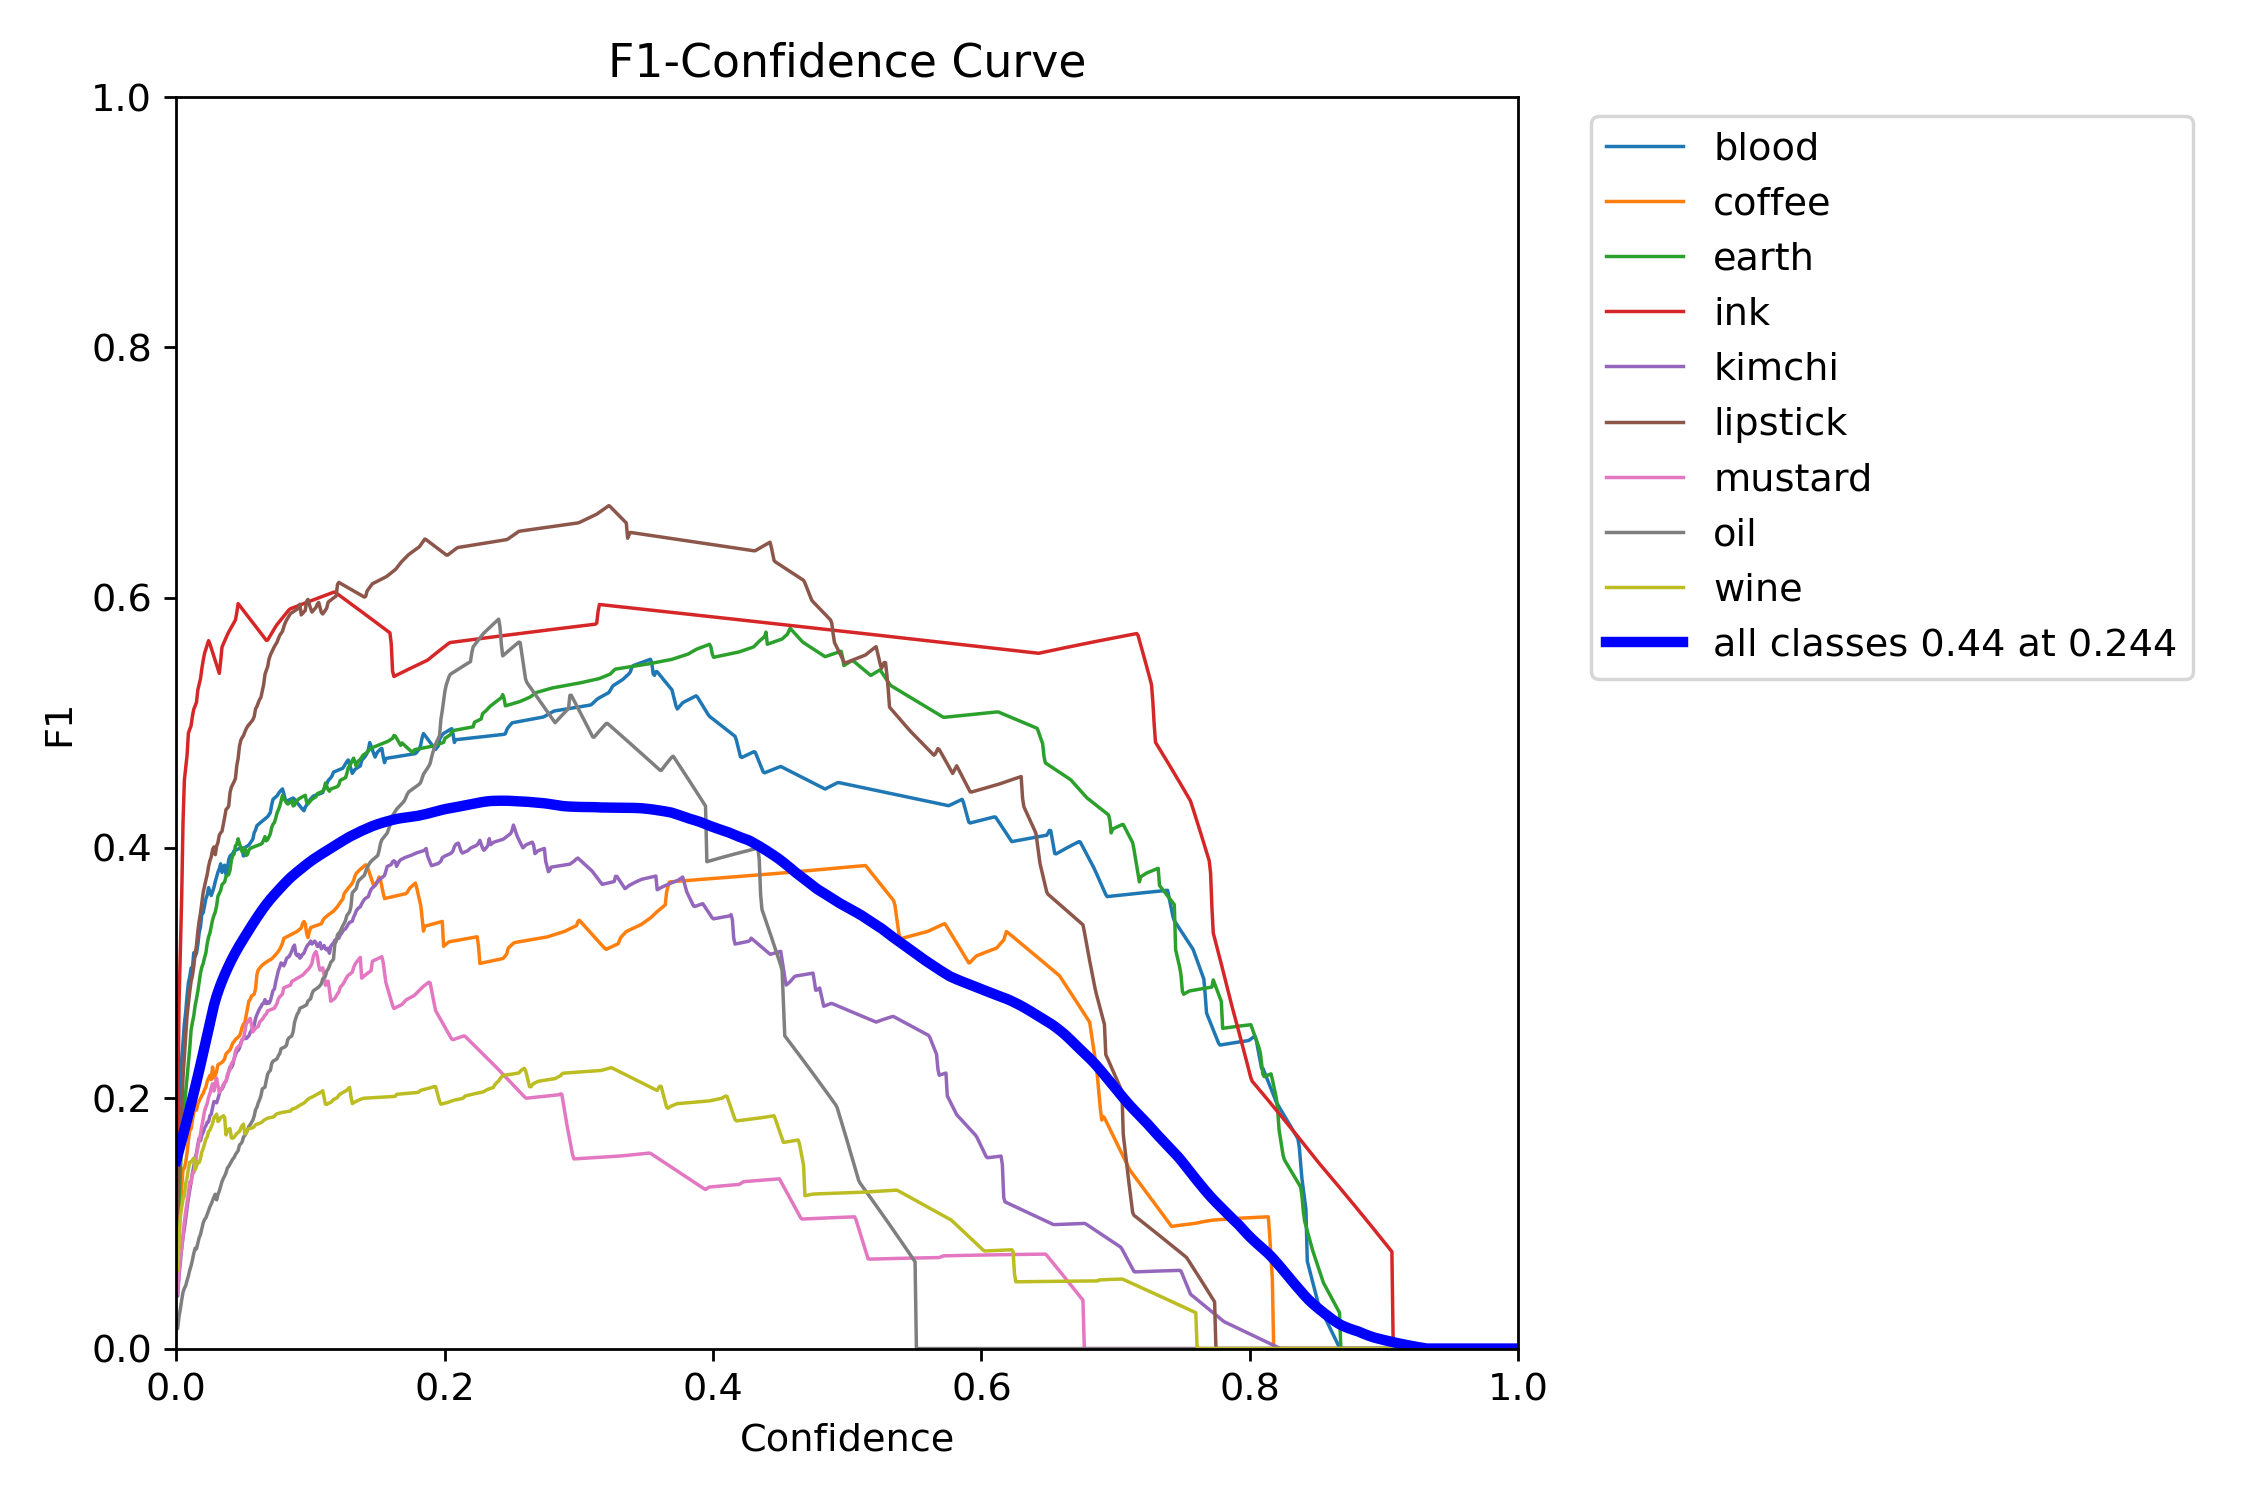 F1-Confidence Curve
1.0
0.8
0.6
0.4
0.2
0.0
F1
0.0 0.2 0.4 0.6 0.8 1.0
Confidence
blood
coffee
earth
ink
kimchi
lipstick
mustard
oil
wine
all classes 0.44 at 0.244